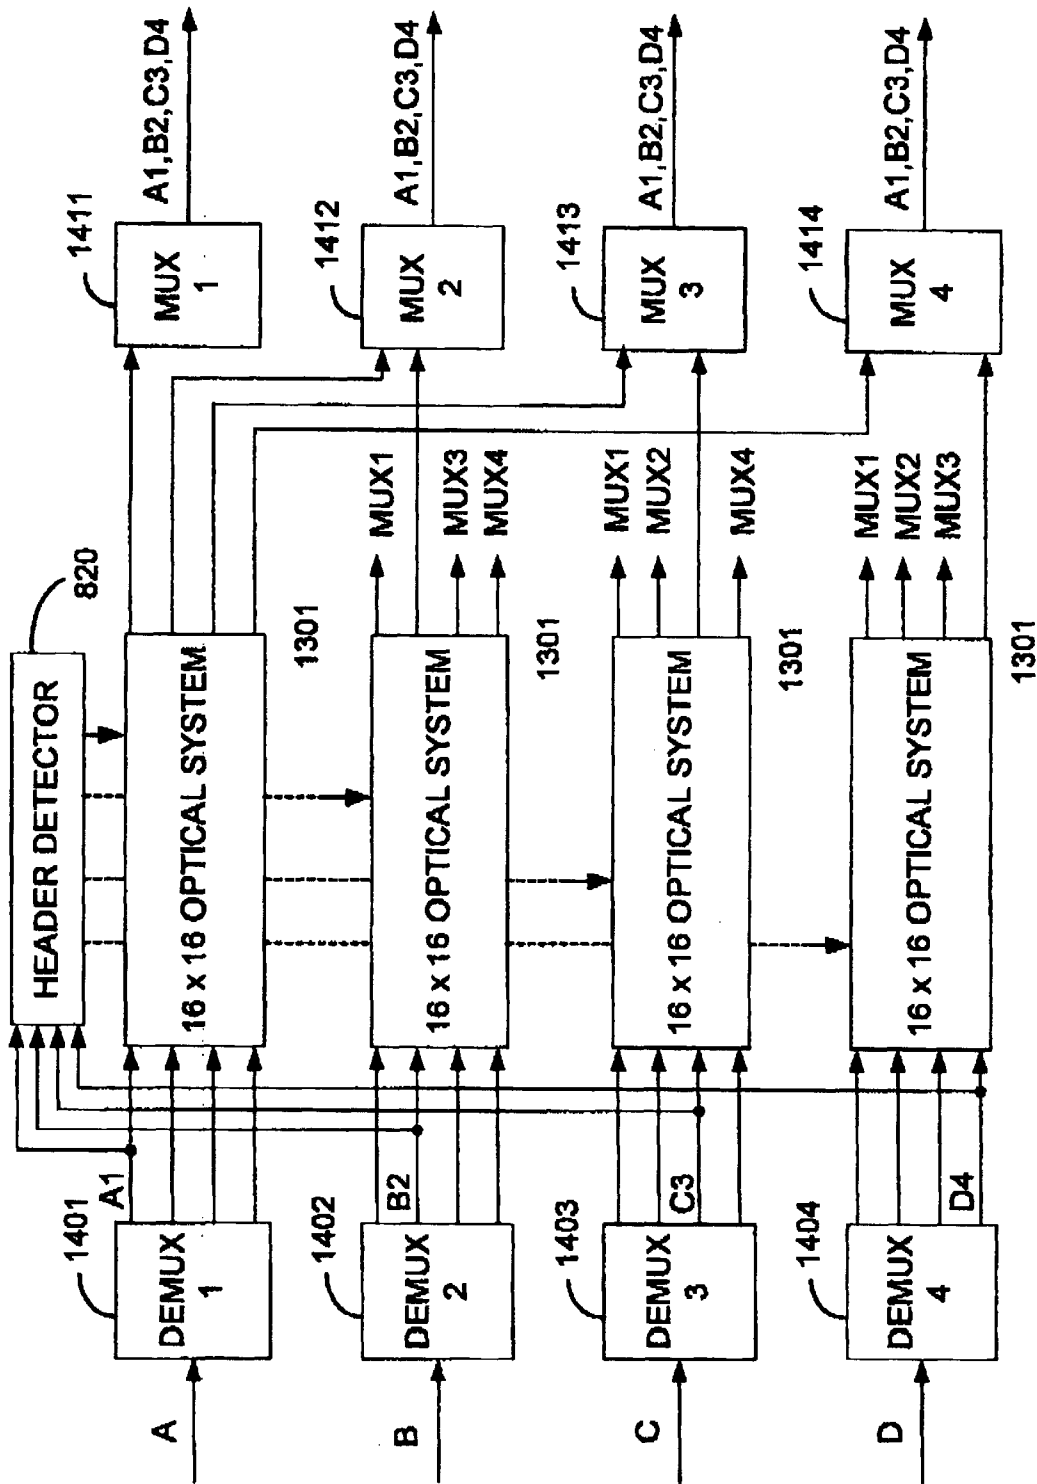 HEADER DETECTOR
820
A
1401
DEMUX
1
A1
16 x 16 OPTICAL SYSTEM
1301
1411
MUX
1
A1,B2,C3,D4
B
1402
DEMUX
2
B2
16 x 16 OPTICAL SYSTEM
1301
MUX1
MUX3
MUX4
1412
MUX
2
A1,B2,C3,D4
C
1403
DEMUX
3
C3
16 x 16 OPTICAL SYSTEM
1301
MUX1
MUX2
MUX4
1413
MUX
3
A1,B2,C3,D4
D
1404
DEMUX
4
D4
16 x 16 OPTICAL SYSTEM
1301
MUX1
MUX2
MUX3
1414
MUX
4
A1,B2,C3,D4